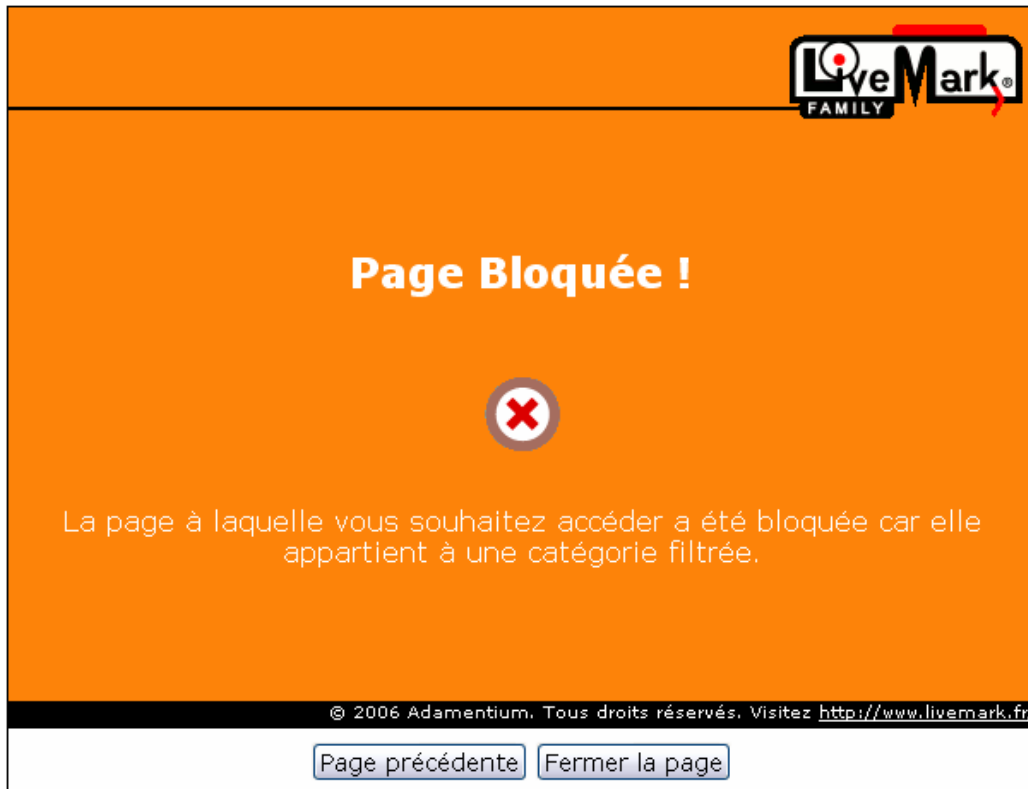 LiveMark®
FAMILY
Page Bloquée !
La page à laquelle vous souhaitez accéder a été bloquée car elle
appartient à une catégorie filtrée.
© 2006 Adamentium. Tous droits réservés. Visitez http://www.livemark.fr
Page précédente Fermer la page